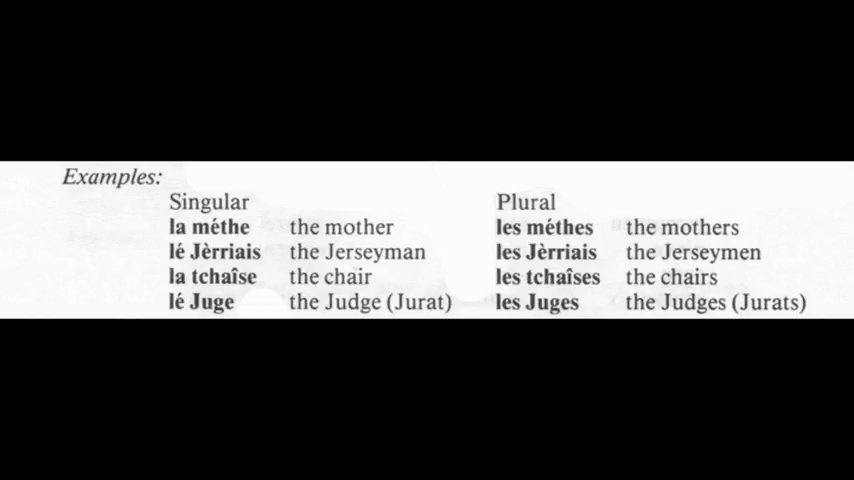 Examples:
Singular Plural
la méthe the mother les méthes the mothers
lé Jèrriais the Jerseyman les Jèrriais the Jerseymen
la tchaîse the chair les tchaîses the chairs
lé Juge the Judge (Jurat) les Juges the Judges (Jurats)